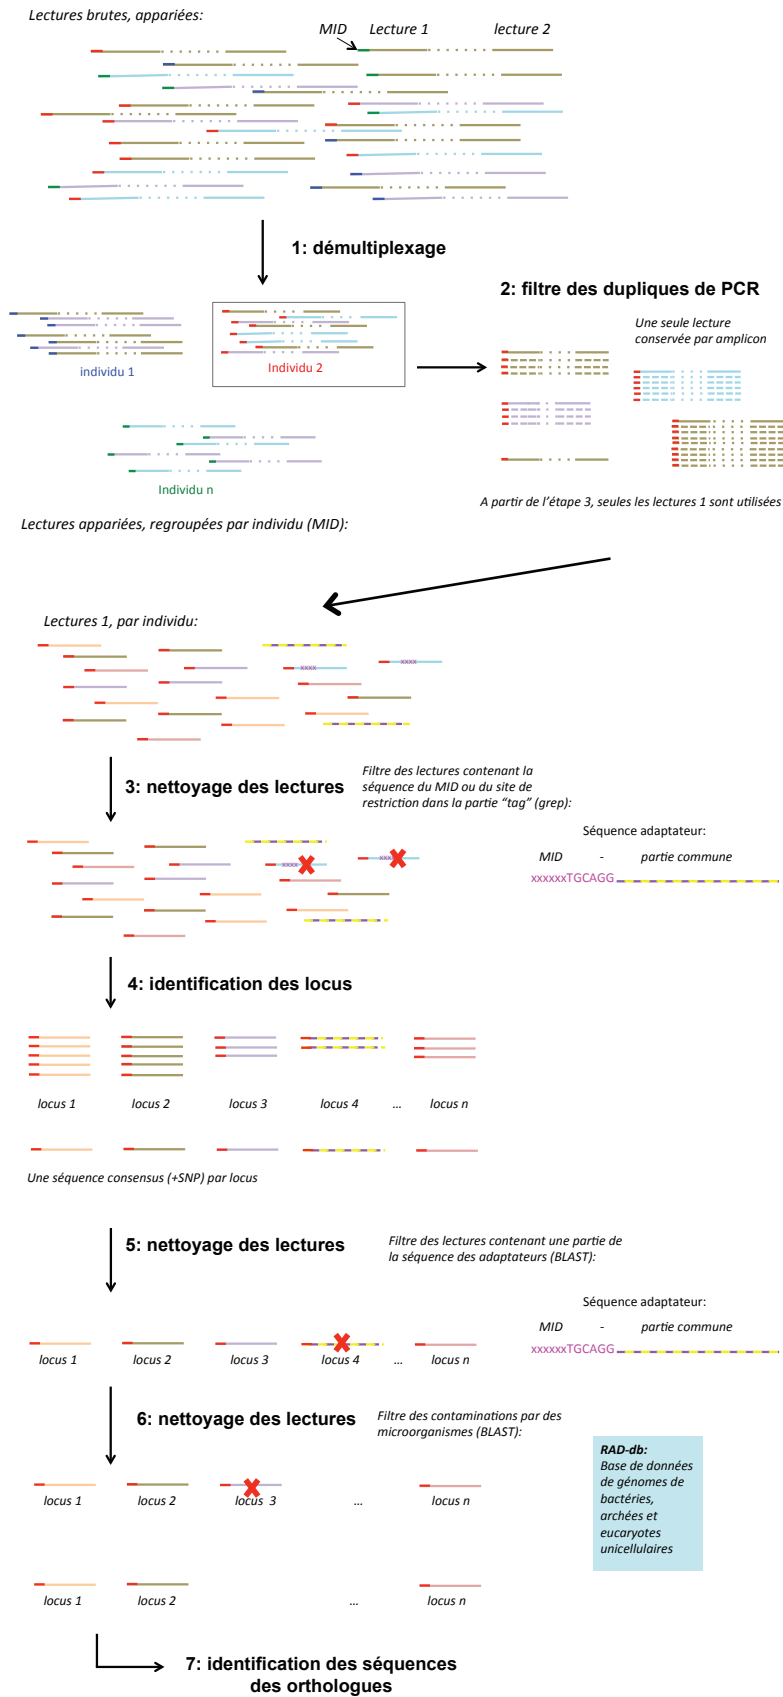 Lectures brutes, appariées:
MID Lecture 1 lecture 2
1: démultiplexage
2: filtre des dupliques de PCR
Une seule lecture
conservée par amplicon
individu 1
Individu 2
Individu n
A partir de l'étape 3, seules les lectures 1 sont utilisées
Lectures appariées, regroupées par individu (MID):
Lectures 1, par individu:
xxxx
xxxx
3: nettoyage des lectures
Filtre des lectures contenant la
séquence du MID ou du site de
restriction dans la partie "tag" (grep):
Séquence adaptateur:
MID - partie commune
xxxxxxTGCAGG
4: identification des locus
locus 1 locus 2 locus 3 locus 4 ... locus n
Une séquence consensus (+SNP) par locus
5: nettoyage des lectures
Filtre des lectures contenant une partie de
la séquence des adaptateurs (BLAST):
Séquence adaptateur:
MID - partie commune
xxxxxxTGCAGG
locus 1 locus 2 locus 3 locus 4 ... locus n
6: nettoyage des lectures
Filtre des contaminations par des
microorganismes (BLAST):
RAD-db:
Base de données
de génomes de
bactéries,
archées et
eucaryotes
unicellulaires
locus 1 locus 2 locus 3 ... locus n
locus 1 locus 2 ... locus n
7: identification des séquences
des orthologues